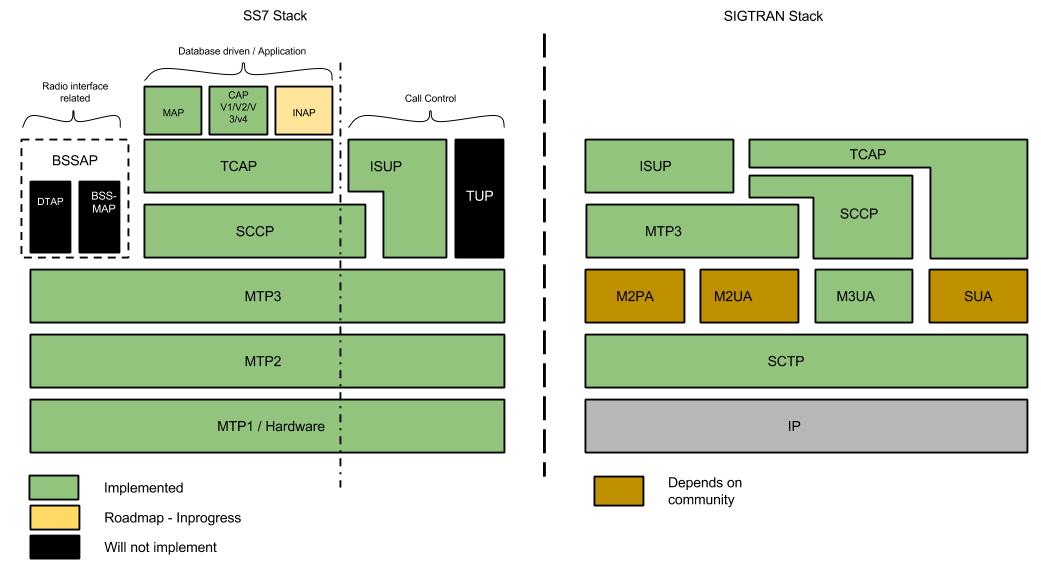 SS7 Stack
SIGTRAN Stack
Database driven / Application
Radio interface
related
Call Control
MAP
CAP
V1/V2/V
3/v4
INAP
BSSAP
DTAP
BSS-
MAP
TCAP
ISUP
TUP
SCCP
MTP3
MTP2
MTP1 / Hardware
ISUP
TCAP
SCCP
MTP3
M2PA
M2UA
M3UA
SUA
SCTP
IP
Implemented
Roadmap - Inprogress
Will not implement
Depends on
community